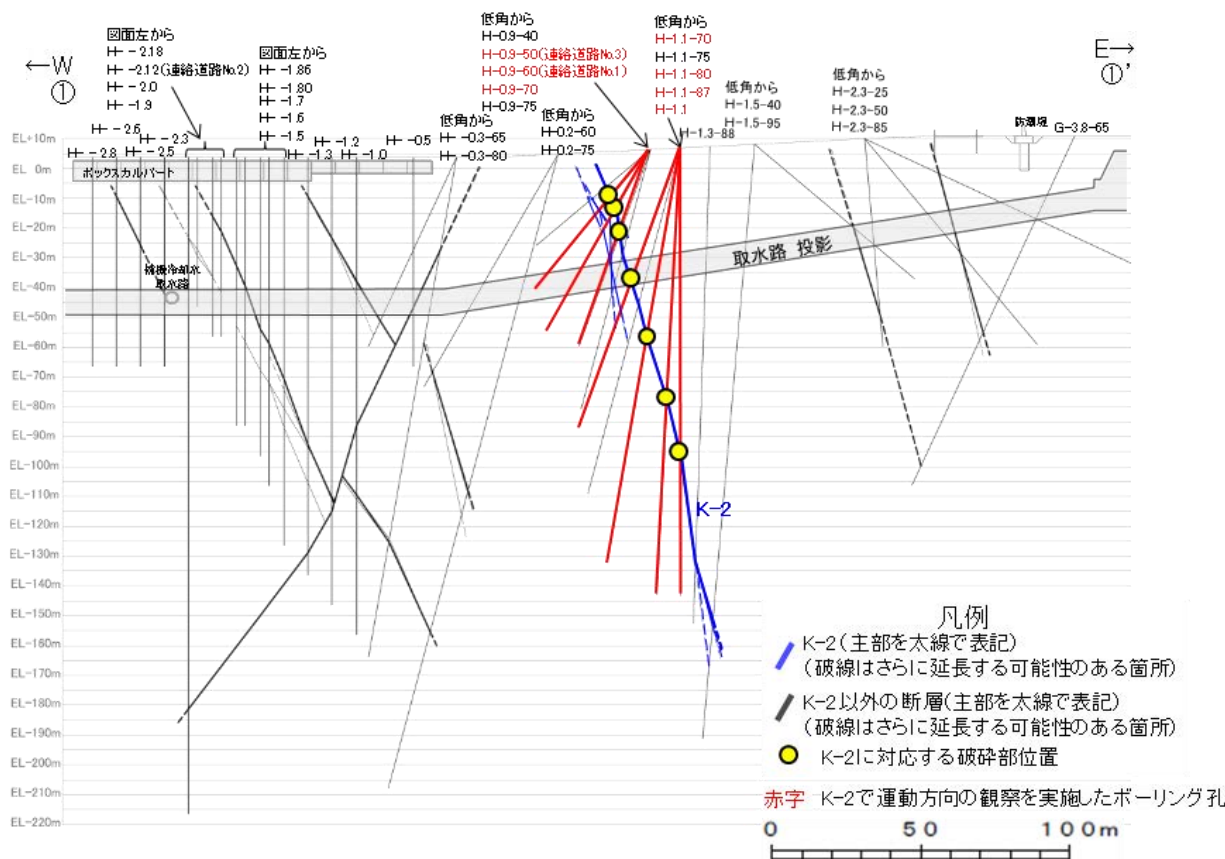 ←W
①
図面左から
H- -2.18
H- -2.12(連絡道路No.2)
H- -2.0
H- -1.9
図面左から
H- -1.86
H- -1.80
H- -1.7
H- -1.6
H- -1.5
低角から
H-0.9-40
H-0.9-50(連絡道路No.3)
H-0.9-60(連絡道路No.1)
H-0.9-70
H-0.9-75
低角から
H-1.1-70
H-1.1-75
H-1.1-80
H-1.1-87
H-1.1
E→
①'
低角から
H-1.5-40
H-1.5-95
低角から
H-2.3-25
H-2.3-50
H-2.3-85
防潮堤
G-3.8-65
H- -2.6
H- -2.3
H- -2.8
H- -2.5
H- -1.2
H- -0.5
H- -1.3
H- -1.0
低角から
H- -0.3-65
H- -0.3-80
低角から
H-0.2-60
H-0.2-75
H-1.3-88
ボックスカルバート
補機冷却水
取水路
取水路 投影
EL+10m
EL 0m
EL-10m
EL-20m
EL-30m
EL-40m
EL-50m
EL-60m
EL-70m
EL-80m
EL-90m
EL-100m
EL-110m
EL-120m
EL-130m
EL-140m
EL-150m
EL-160m
EL-170m
EL-180m
EL-190m
EL-200m
EL-210m
EL-220m
K-2
凡例
K-2(主部を太線で表記)
(破線はさらに延長する可能性のある箇所)
K-2以外の断層(主部を太線で表記)
(破線はさらに延長する可能性のある箇所)
K-2に対応する破砕部位置
赤字 K-2で運動方向の観察を実施したボーリング孔
0 50 100m